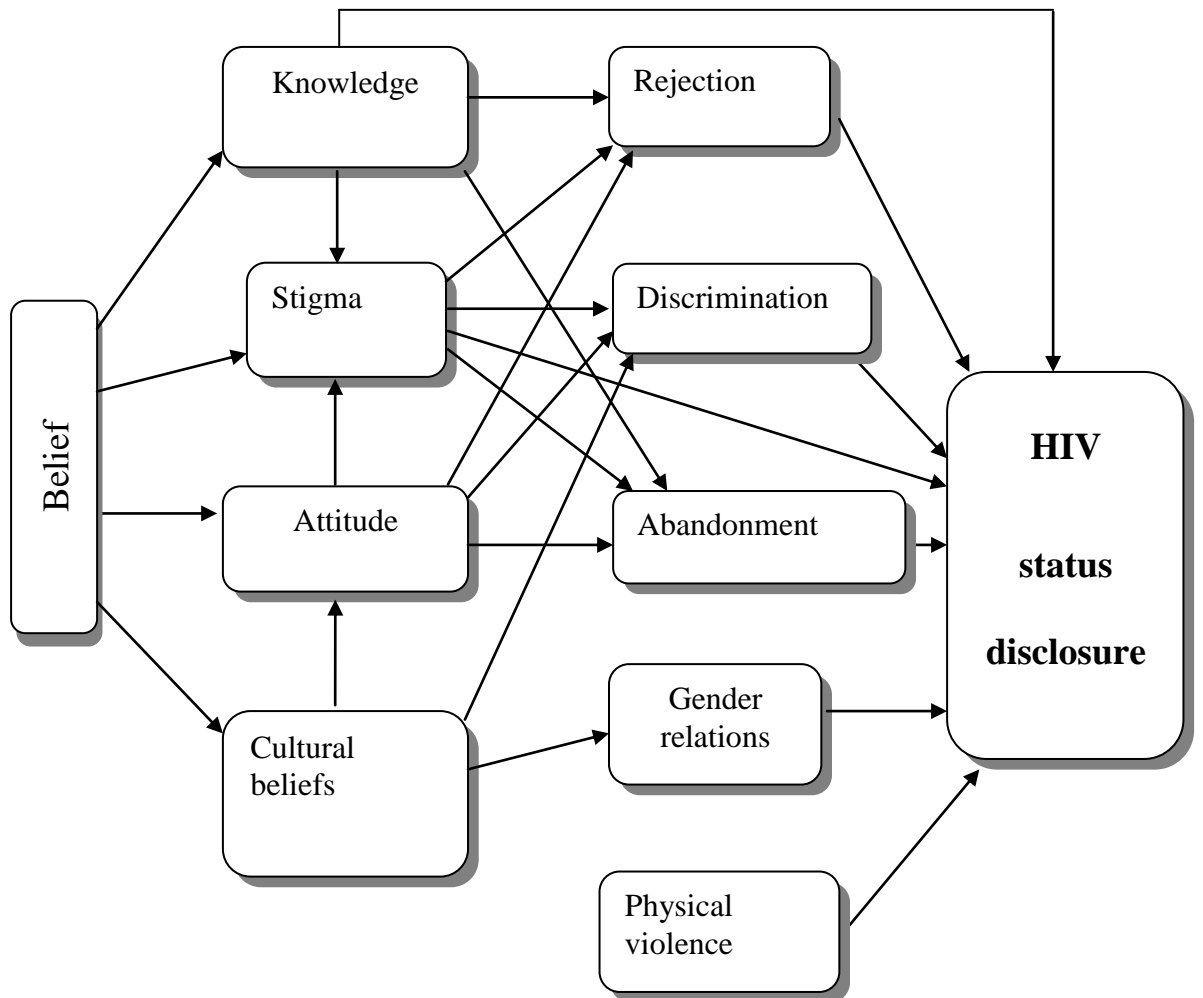 Knowledge
Rejection
Stigma
Discrimination
Belief
Attitude
Abandonment
HIV
status
disclosure
Cultural
beliefs
Gender
relations
Physical
violence